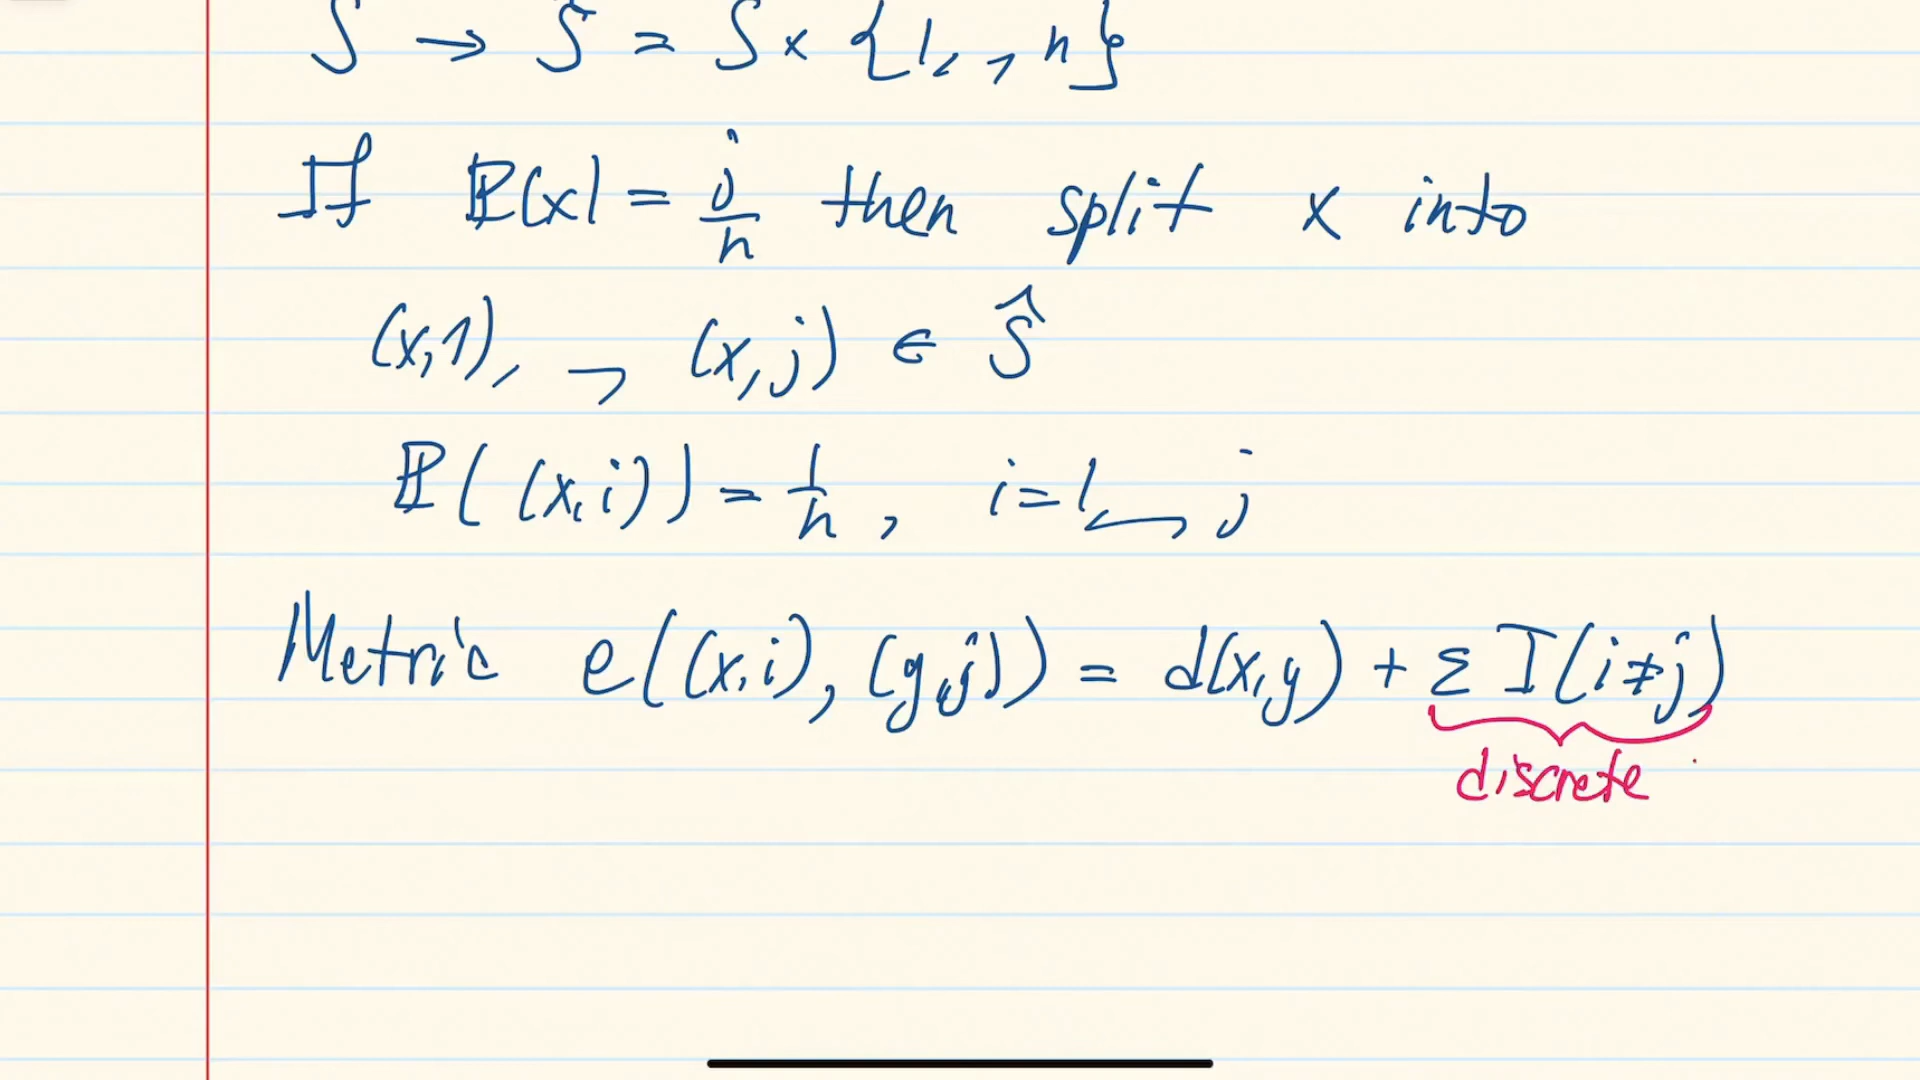 S → Ŝ = S × {1, , n}
If ℙ(x) = j/n then split x into
(x,1), , (x,j) ∈ Ŝ
ℙ((x,i)) = 1/n , i=1, , j
Metric e((x,i), (y,j)) = d(x,y) + ε I(i≠j)
discrete